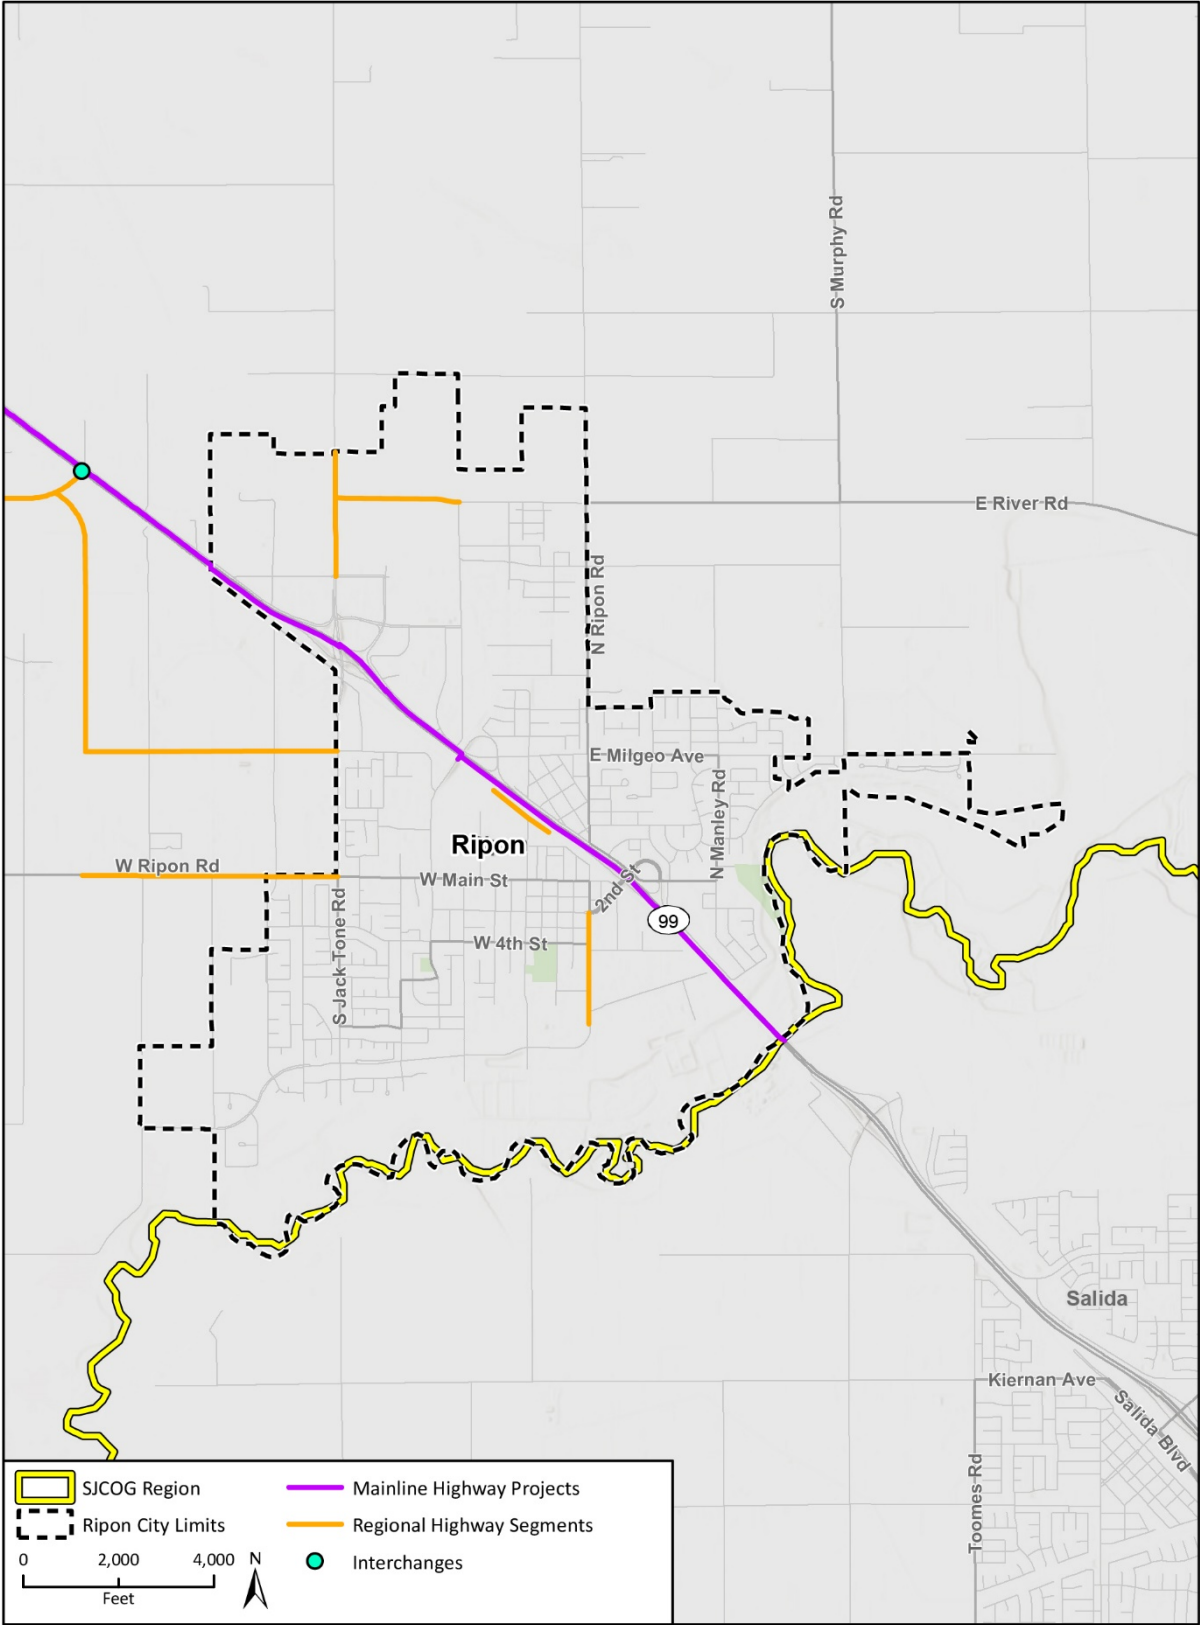 S Murphy Rd
E River Rd
N Ripon Rd
E Milgeo Ave
N Manley Rd
Ripon
W Ripon Rd
W Main St
2nd St
99
S Jack Tone Rd
W 4th St
Salida
Kiernan Ave
Salida Blvd
Toomes Rd
SJCOG Region
Mainline Highway Projects
Ripon City Limits
Regional Highway Segments
0 2,000 4,000
Feet
N
Interchanges